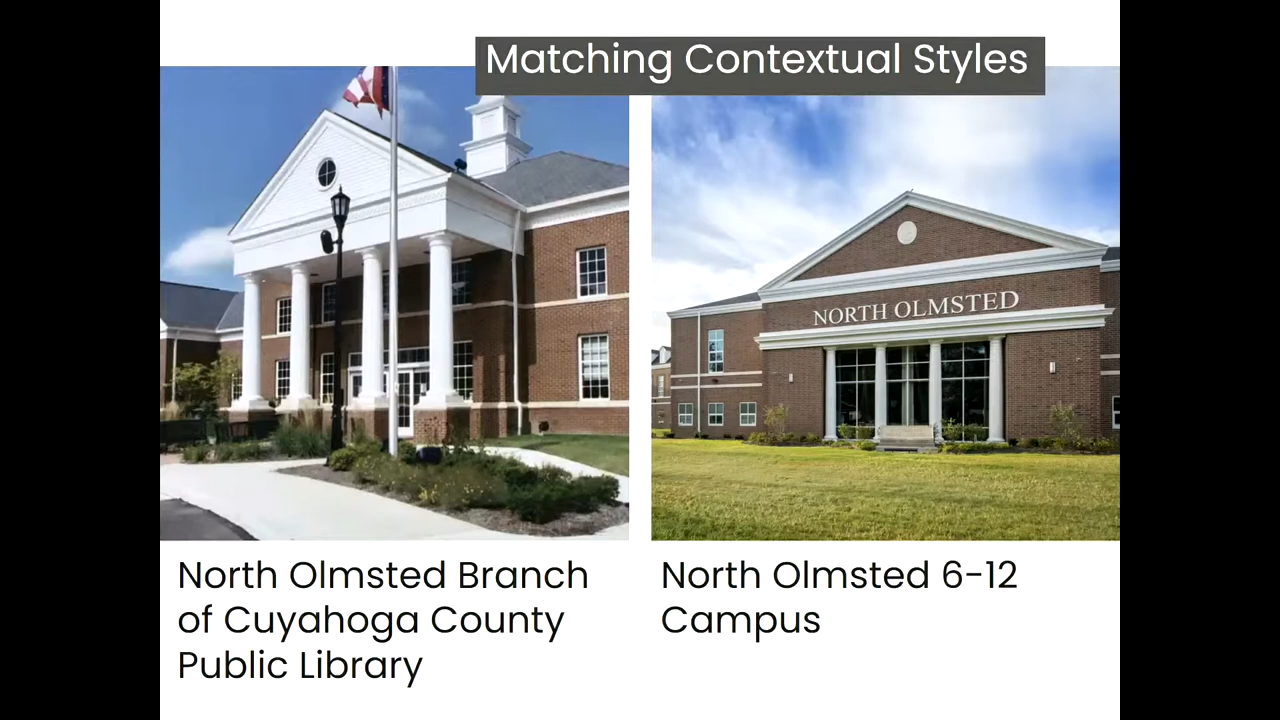 Matching Contextual Styles
NORTH OLMSTED
North Olmsted Branch
of Cuyahoga County
Public Library
North Olmsted 6-12
Campus